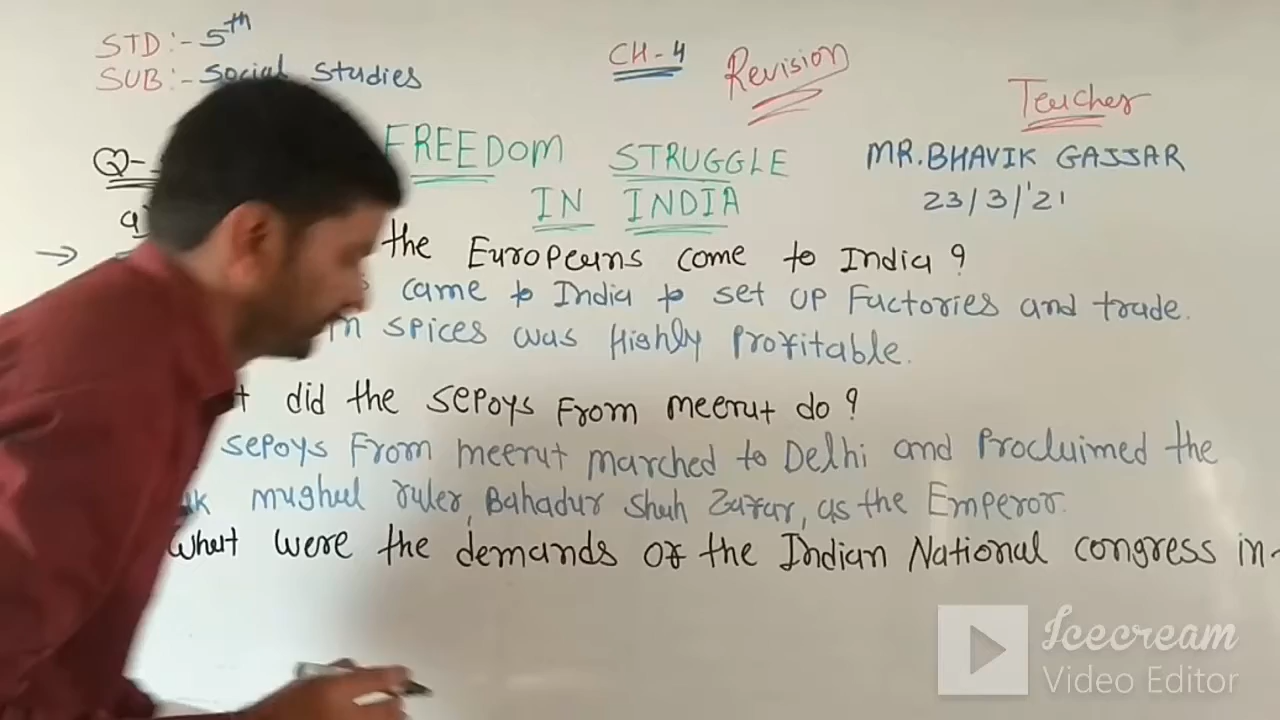 STD:- 5th
SUB:- Social Studies
CH-4
Revision
Teacher
MR.BHAVIK GAJJAR
23/3/'21
Q-
FREEDOM STRUGGLE
IN INDIA
a)
→ the Europeans come to India ?
came to India to set up Factories and trade.
in spices was Highly Profitable.
did the sepoys From meerut do ?
sepoys From meerut marched to Delhi and Proclaimed the
mughal ruler, Bahadur Shah Zafar, as the Emperor.
What were the demands of the Indian National congress in-
Icecream
Video Editor